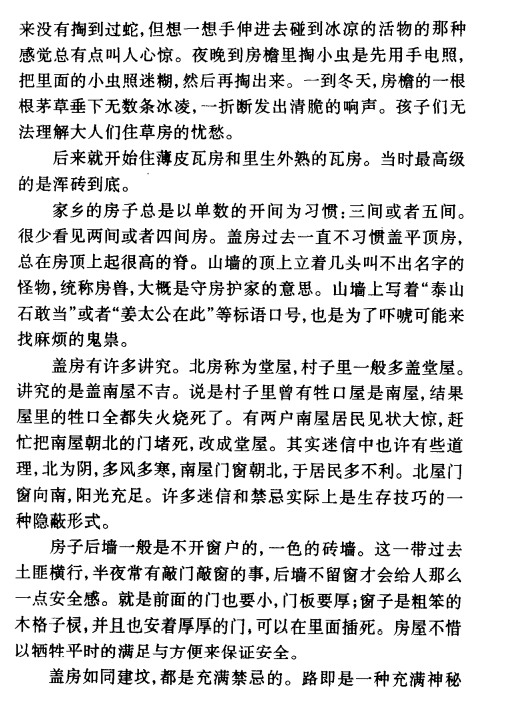 来没有掏到过蛇,但想一想手伸进去碰到冰凉的活物的那种
感觉总有点叫人心惊。夜晚到房檐里掏小虫是先用手电照,
把里面的小虫照迷糊,然后再掏出来。一到冬天,房檐的一根
根茅草垂下无数条冰凌,一折断发出清脆的响声。孩子们无
法理解大人们住草房的忧愁。
后来就开始住薄皮瓦房和里生外熟的瓦房。当时最高级
的是浑砖到底。
家乡的房子总是以单数的开间为习惯:三间或者五间。
很少看见两间或者四间房。盖房过去一直不习惯盖平顶房,
总在房顶上起很高的脊。山墙的顶上立着几头叫不出名字的
怪物,统称房兽,大概是守房护家的意思。山墙上写着“泰山
石敢当”或者“姜太公在此”等标语口号,也是为了吓唬可能来
找麻烦的鬼祟。
盖房有许多讲究。北房称为堂屋,村子里一般多盖堂屋。
讲究的是盖南屋不吉。说是村子里曾有牲口屋是南屋,结果
屋里的牲口全都失火烧死了。有两户南屋居民见状大惊,赶
忙把南屋朝北的门堵死,改成堂屋。其实迷信中也许有些道
理,北为阴,多风多寒,南屋门窗朝北,于居民多不利。北屋门
窗向南,阳光充足。许多迷信和禁忌实际上是生存技巧的一
种隐蔽形式。
房子后墙一般是不开窗户的,一色的砖墙。这一带过去
土匪横行,半夜常有敲门敲窗的事,后墙不留窗才会给人那么
一点安全感。就是前面的门也要小,门板要厚;窗子是粗笨的
木格子棂,并且也安着厚厚的门,可以在里面插死。房屋不惜
以牺牲平时的满足与方便来保证安全。
盖房如同建坟,都是充满禁忌的。路即是一种充满神秘